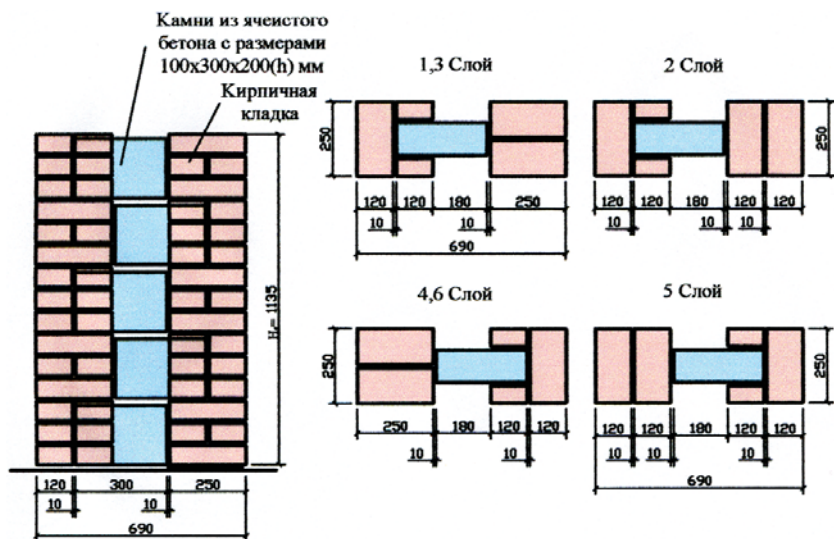 Камни из ячеистого
бетона с размерами
100х300х200(h) мм
Кирпичная
кладка
H₀= 1135
120 300 250
10 10
690
1,3 Слой
250
120 120 180 250
10 10
690
2 Слой
250
120 120 180 120 120
10 10 10
4,6 Слой
250
250 180 120 120
10 10
5 Слой
250
120 120 180 120 120
10 10 10
690